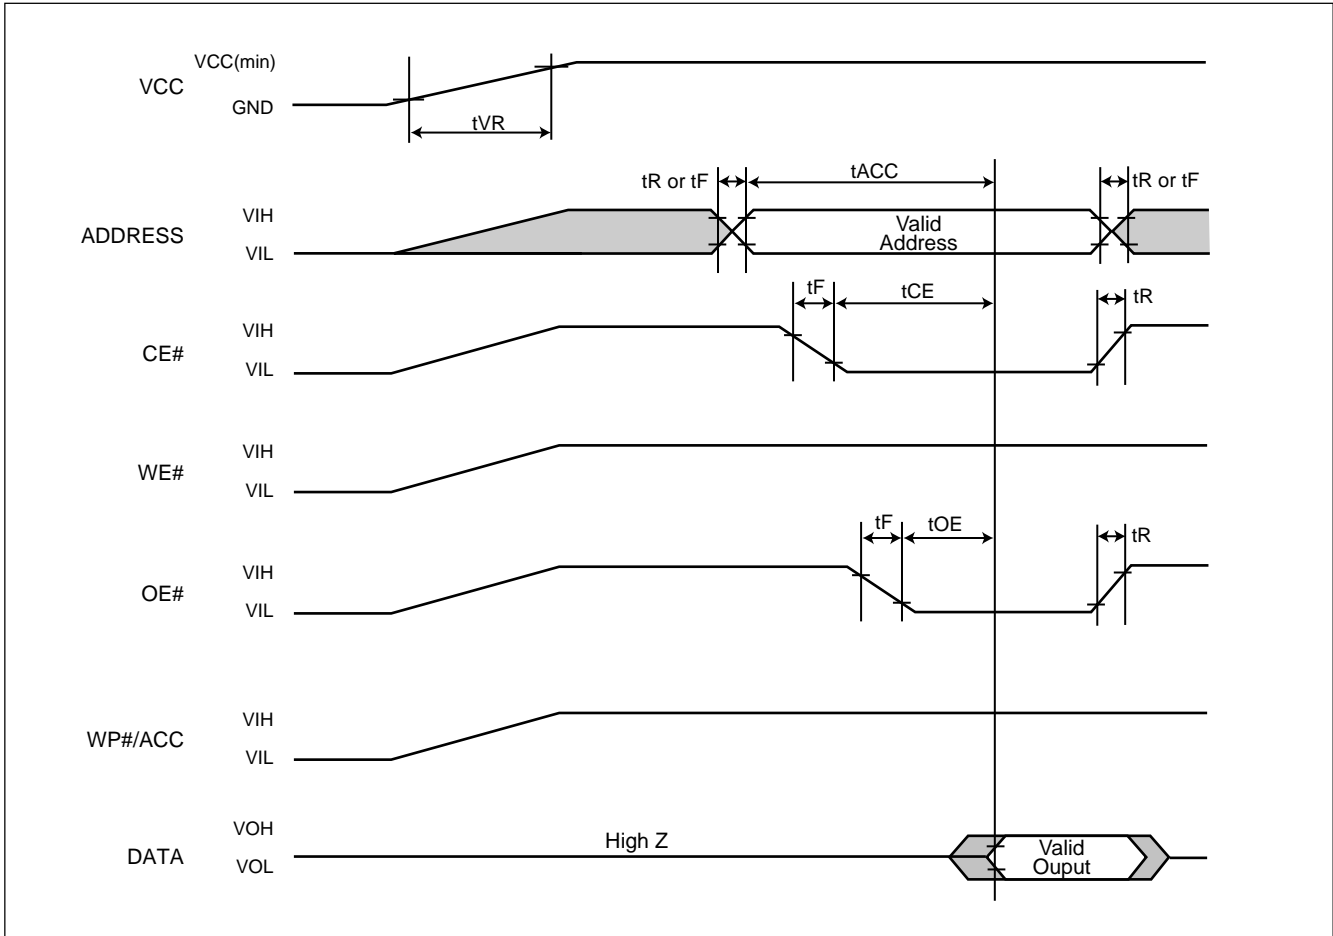 VCC(min)
VCC
GND
tVR
tR or tF
tACC
tR or tF
VIH
ADDRESS
VIL
Valid
Address
tF
tCE
tR
VIH
CE#
VIL
VIH
WE#
VIL
tF
tOE
tR
VIH
OE#
VIL
VIH
WP#/ACC
VIL
VOH
High Z
DATA
VOL
Valid
Ouput